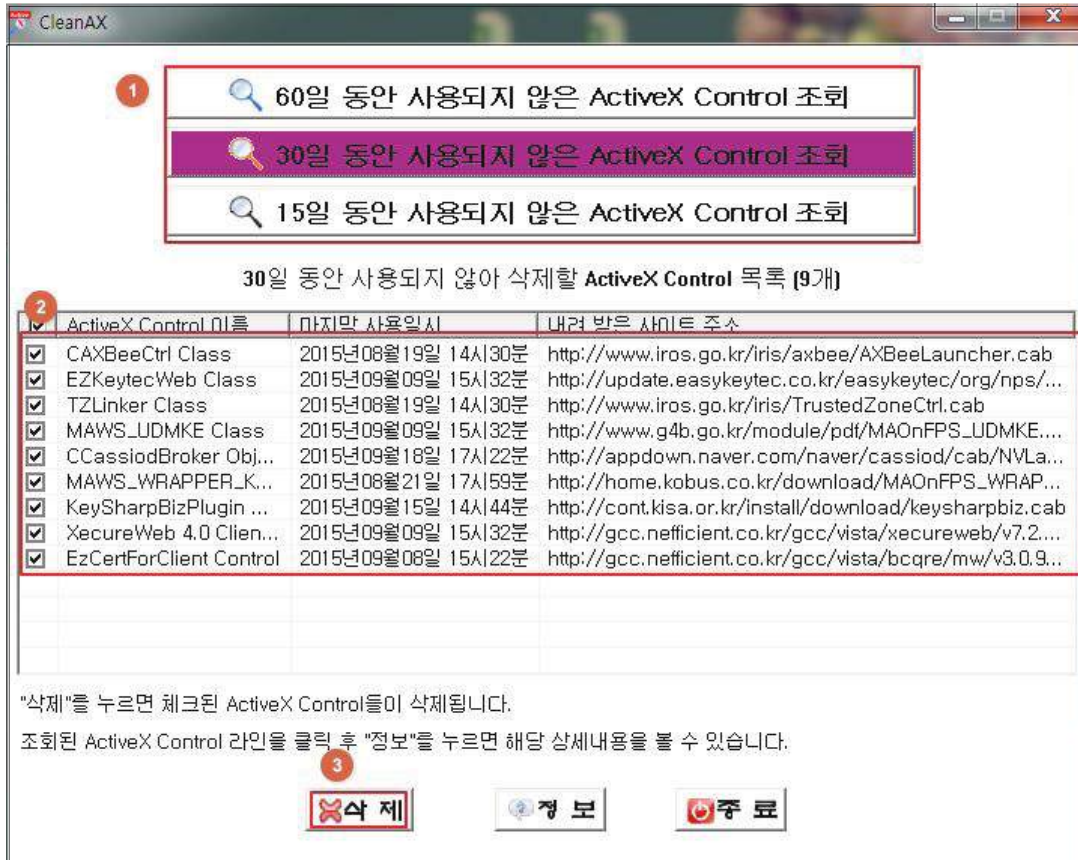 CleanAX
1
60일 동안 사용되지 않은 ActiveX Control 조회
30일 동안 사용되지 않은 ActiveX Control 조회
15일 동안 사용되지 않은 ActiveX Control 조회
30일 동안 사용되지 않아 삭제할 ActiveX Control 목록 (9개)
2
ActiveX Control 이름 마지막 사용일시 내려 받은 사이트 주소
CAXBeeCtrl Class 2015년08월19일 14시30분 http://www.iros.go.kr/iris/axbee/AXBeeLauncher.cab
EZKeytecWeb Class 2015년09월09일 15시32분 http://update.easykeytec.co.kr/easykeytec/org/nps/...
TZLinker Class 2015년08월19일 14시30분 http://www.iros.go.kr/iris/TrustedZoneCtrl.cab
MAWS_UDMKE Class 2015년09월09일 15시32분 http://www.g4b.go.kr/module/pdf/MAOnFPS_UDMKE....
CCassiodBroker Obj... 2015년09월18일 17시22분 http://appdown.naver.com/naver/cassiod/cab/NVLa...
MAWS_WRAPPER_K... 2015년08월21일 17시59분 http://home.kobus.co.kr/download/MAOnFPS_WRAP...
KeySharpBizPlugin ... 2015년09월15일 14시44분 http://cont.kisa.or.kr/install/download/keysharpbiz.cab
XecureWeb 4.0 Clien... 2015년09월09일 15시32분 http://gcc.nefficient.co.kr/gcc/vista/xecureweb/v7.2....
EzCertForClient Control 2015년09월08일 15시22분 http://gcc.nefficient.co.kr/gcc/vista/bcqre/mw/v3.0.9...
"삭제"를 누르면 체크된 ActiveX Control들이 삭제됩니다.
조회된 ActiveX Control 라인을 클릭 후 "정보"를 누르면 해당 상세내용을 볼 수 있습니다.
3
삭 제 정 보 종 료